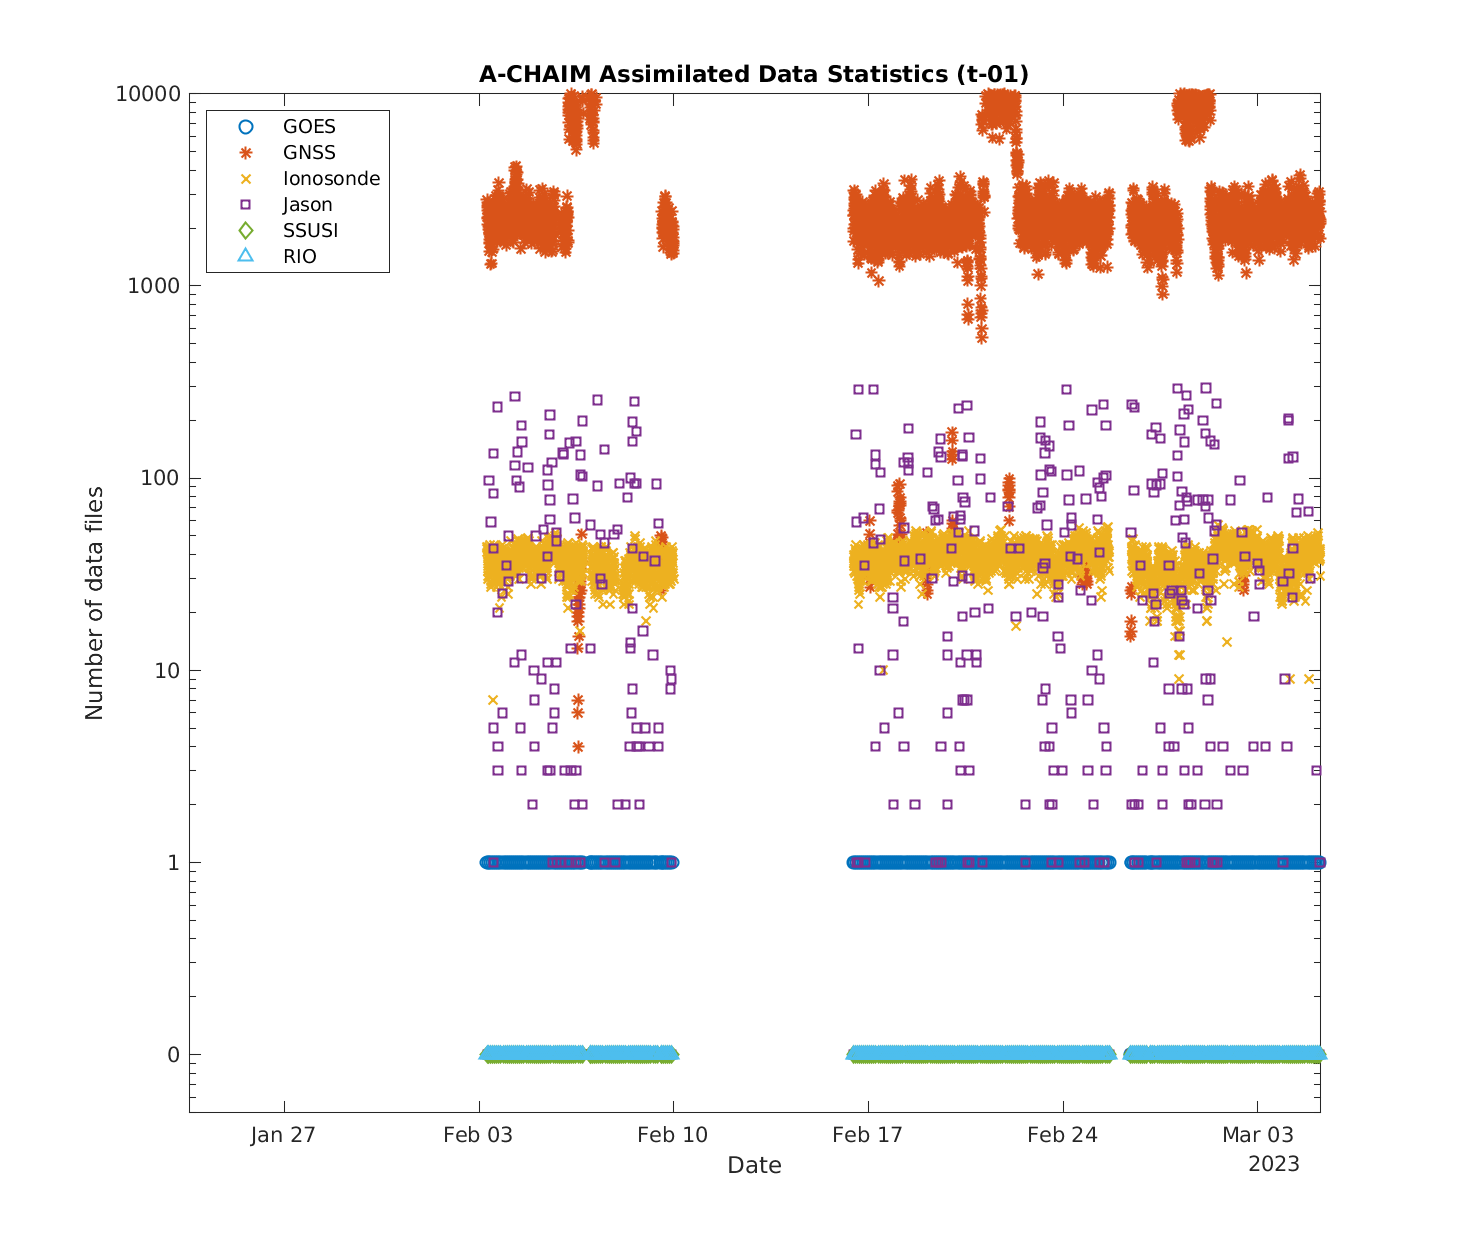 A-CHAIM Assimilated Data Statistics (t-01)
10000
1000
100
10
1
0
Number of data files
GOES
GNSS
Ionosonde
Jason
SSUSI
RIO
Jan 27
Feb 03
Feb 10
Feb 17
Feb 24
Mar 03
2023
Date